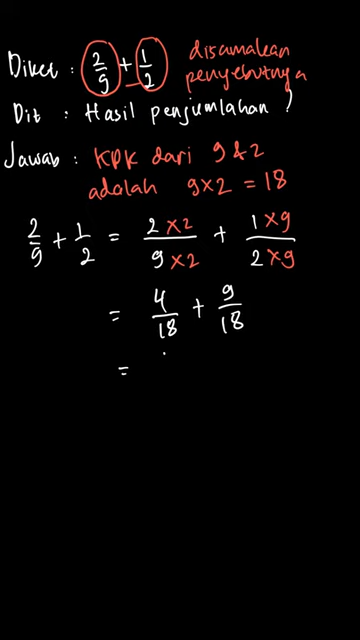 Diket : 2/9 + 1/2 disamakan penyebutnya
Dit : Hasil penjumlahan ?
Jawab : KPK dari 9 & 2
adalah 9 x 2 = 18
2/9 + 1/2 = 2 x 2 / 9 x 2 + 1 x 9 / 2 x 9
= 4/18 + 9/18
=